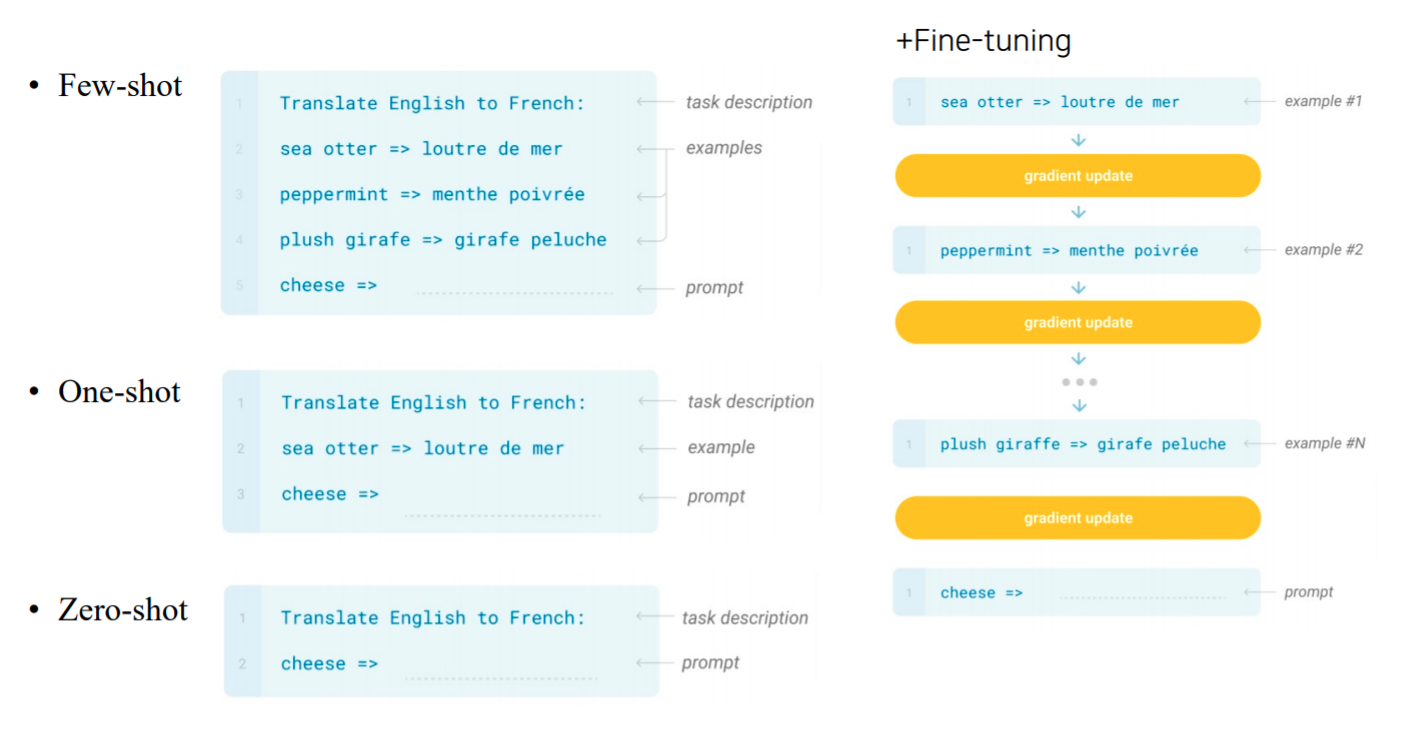 • Few-shot
1 Translate English to French: task description
2 sea otter => loutre de mer examples
3 peppermint => menthe poivrée
4 plush girafe => girafe peluche
5 cheese => prompt
• One-shot
1 Translate English to French: task description
2 sea otter => loutre de mer example
3 cheese => prompt
• Zero-shot
1 Translate English to French: task description
2 cheese => prompt
+Fine-tuning
1 sea otter => loutre de mer example #1
gradient update
1 peppermint => menthe poivrée example #2
gradient update
1 plush giraffe => girafe peluche example #N
gradient update
1 cheese => prompt